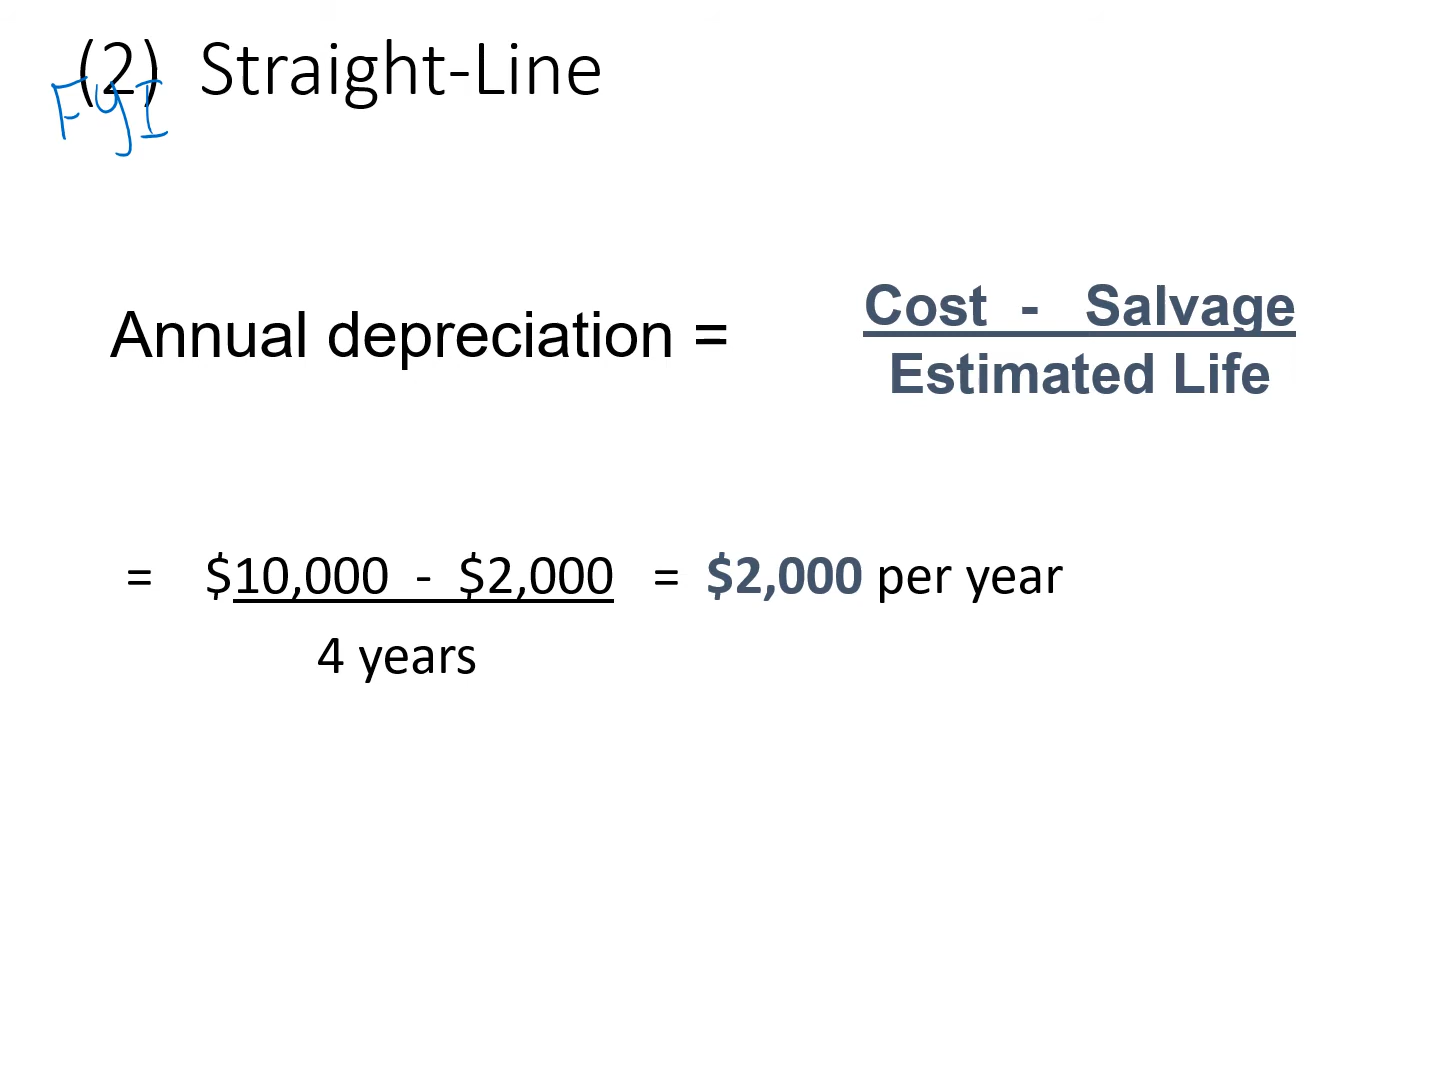 (2) Straight-Line
FYI
Annual depreciation =
Cost - Salvage
Estimated Life
= $10,000 - $2,000 = $2,000 per year
4 years